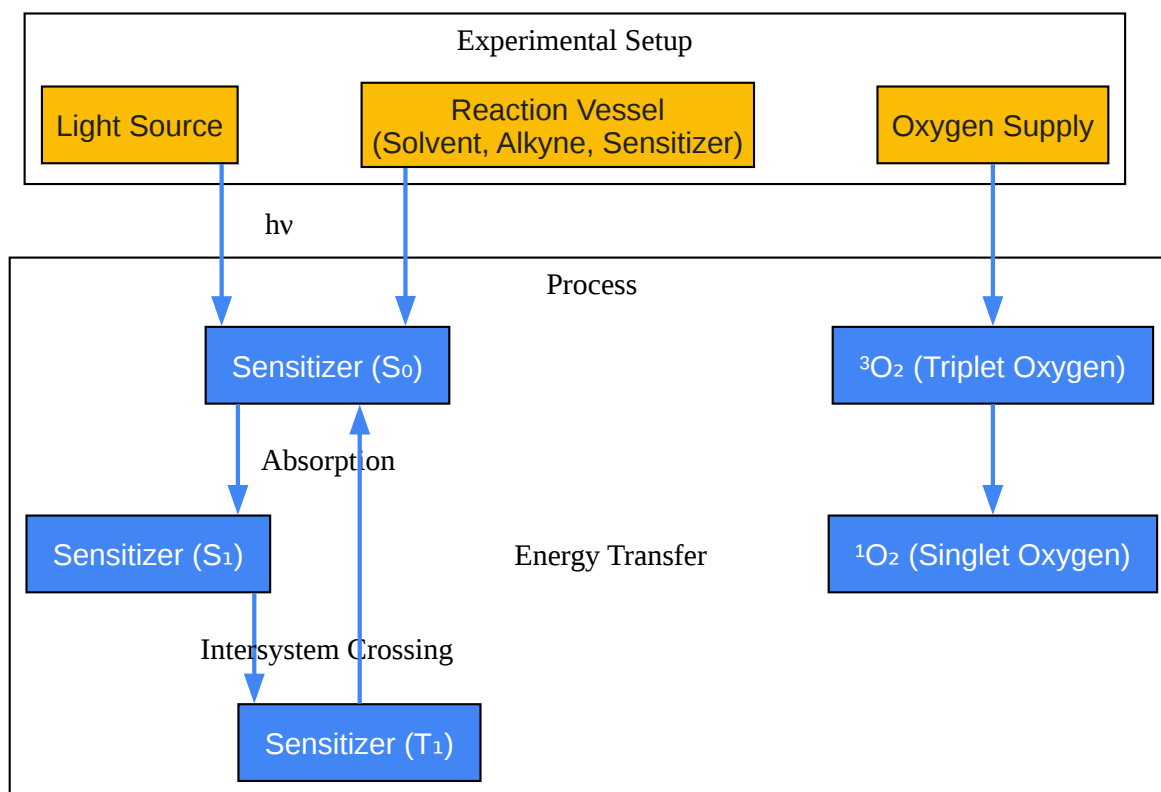 Experimental Setup
Light Source
Reaction Vessel
(Solvent, Alkyne, Sensitizer)
Oxygen Supply
hν
Process
Sensitizer (S₀)
³O₂ (Triplet Oxygen)
Absorption
Sensitizer (S₁)
Energy Transfer
¹O₂ (Singlet Oxygen)
Intersystem Crossing
Sensitizer (T₁)